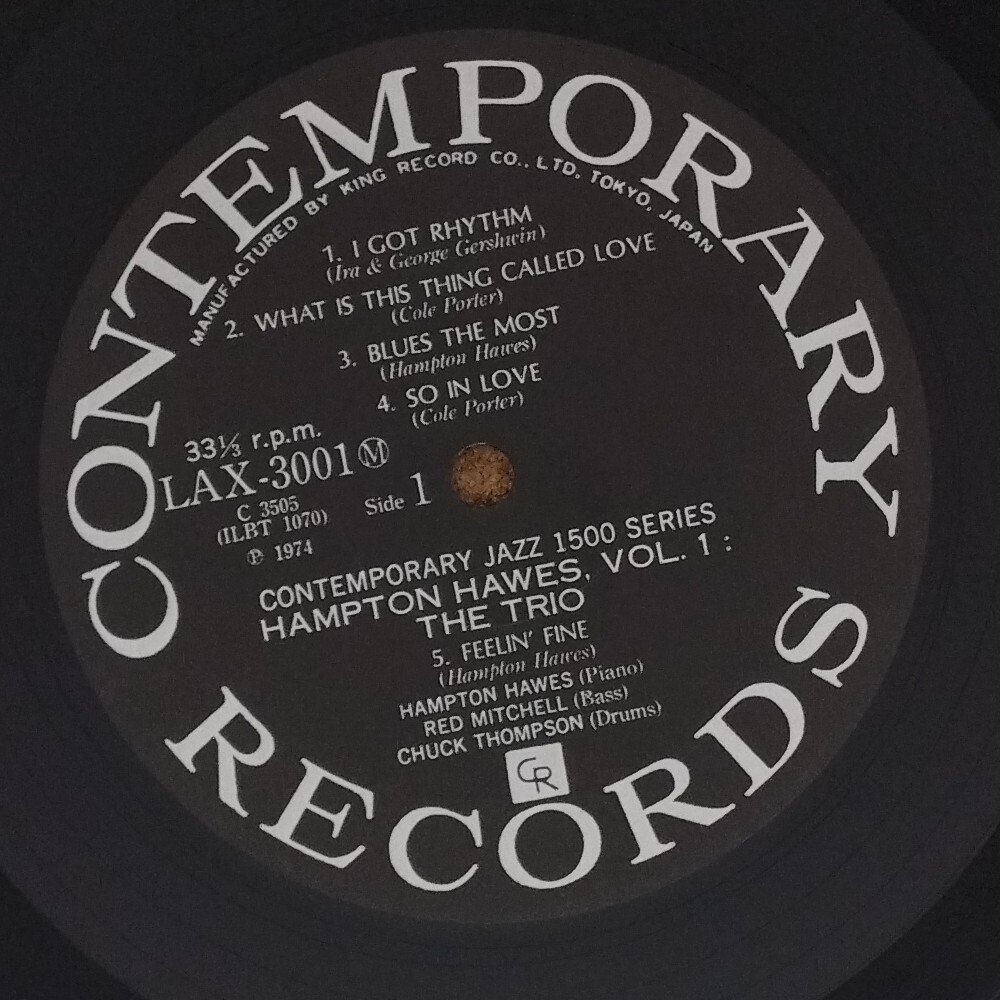 CONTEMPORARY
MANUFACTURED BY KING RECORD CO., LTD. TOKYO, JAPAN
1. I GOT RHYTHM
(Ira & George Gershwin)
2. WHAT IS THIS THING CALLED LOVE
(Cole Porter)
3. BLUES THE MOST
(Hampton Hawes)
4. SO IN LOVE
(Cole Porter)
33⅓ r.p.m.
LAX-3001 Ⓜ
C 3505
(ILBT 1070)
℗ 1974
Side 1
CONTEMPORARY JAZZ 1500 SERIES
HAMPTON HAWES, VOL. 1 :
THE TRIO
5. FEELIN' FINE
(Hampton Hawes)
HAMPTON HAWES (Piano)
RED MITCHELL (Bass)
CHUCK THOMPSON (Drums)
CR
RECORDS